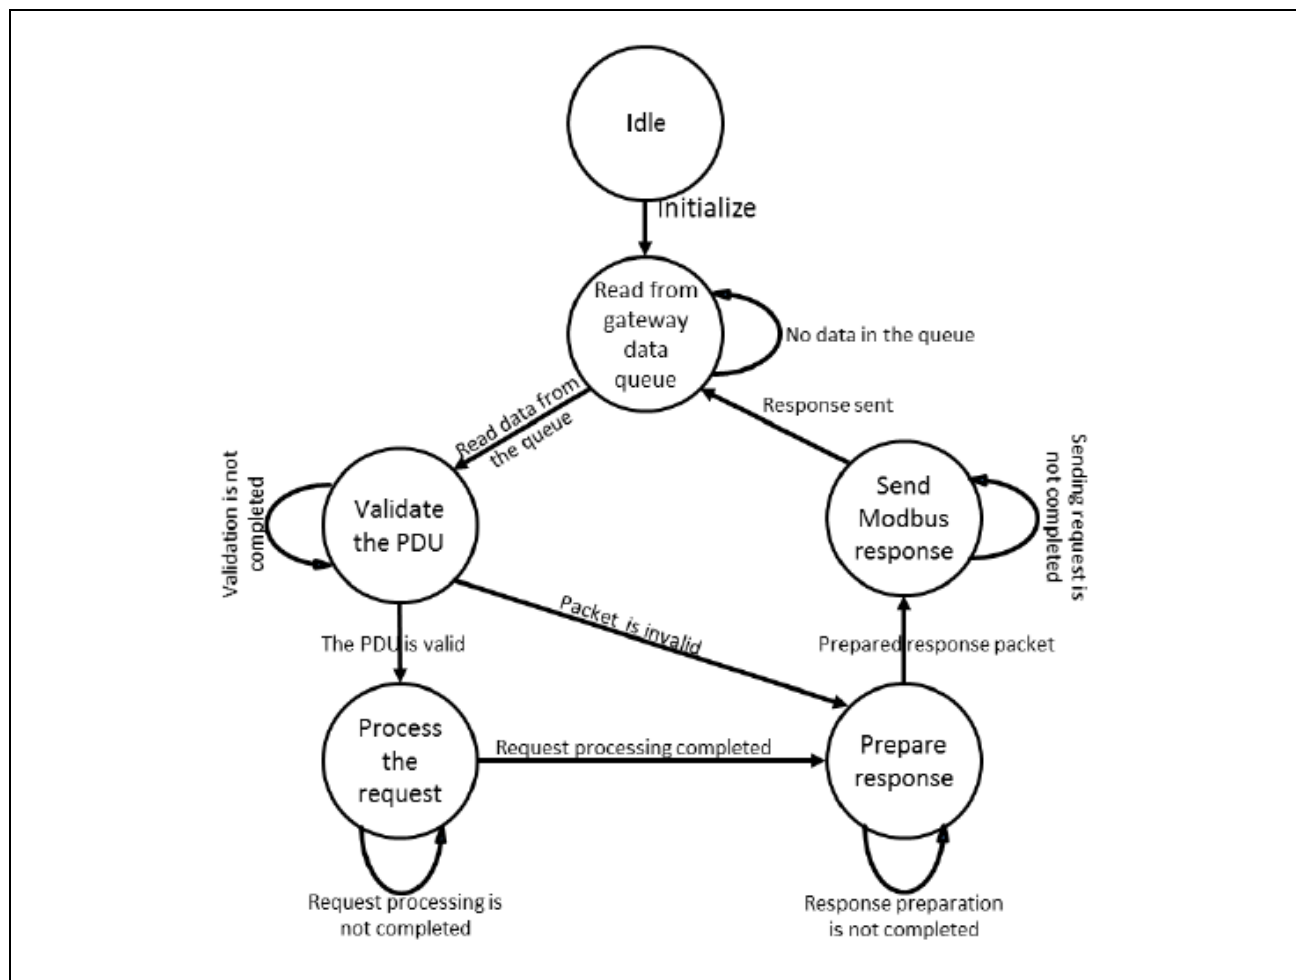 Idle
Initialize
Read from
gateway
data
queue
No data in the queue
Read data from
the queue
Response sent
Validation is not
completed
Validate
the PDU
Send
Modbus
response
Sending request is
not completed
The PDU is valid
Packet is invalid
Prepared response packet
Process
the
request
Request processing completed
Prepare
response
Request processing is
not completed
Response preparation
is not completed